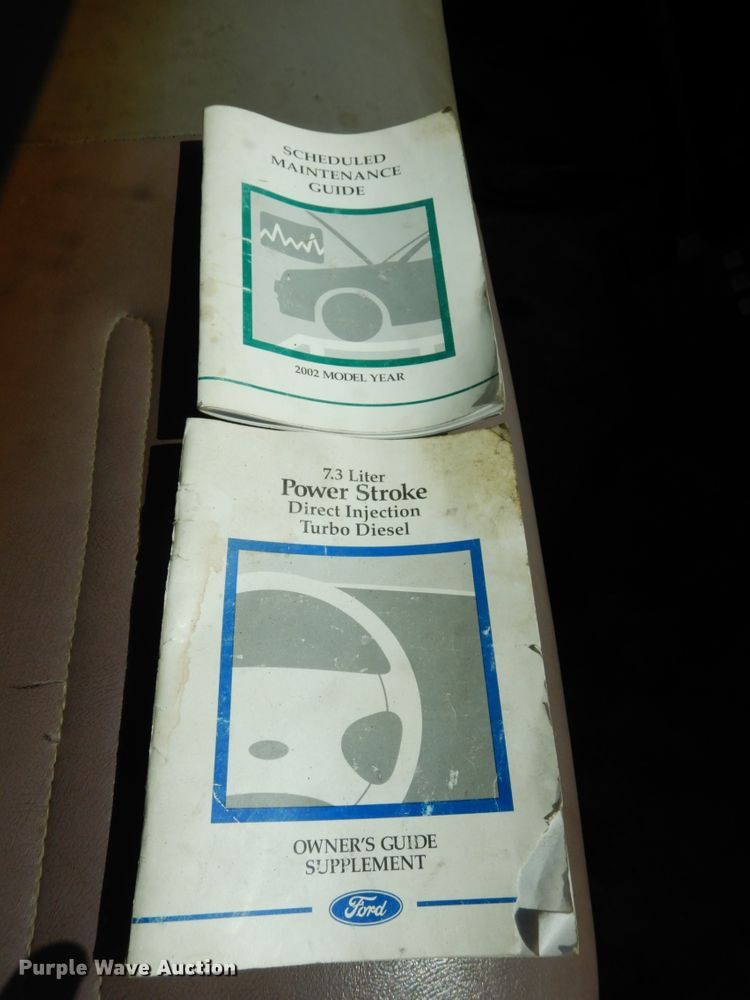 SCHEDULED
MAINTENANCE
GUIDE
2002 MODEL YEAR
7.3 Liter
Power Stroke
Direct Injection
Turbo Diesel
OWNER'S GUIDE
SUPPLEMENT
Ford
Purple Wave Auction